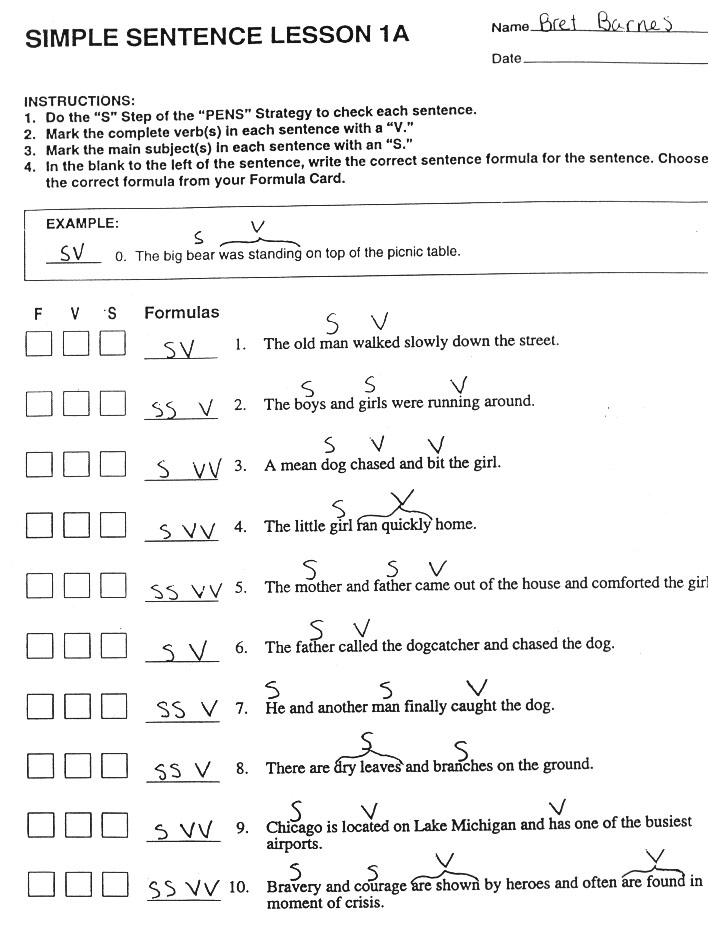 SIMPLE SENTENCE LESSON 1A
Name Bret Barnes
Date
INSTRUCTIONS:
1. Do the "S" Step of the "PENS" Strategy to check each sentence.
2. Mark the complete verb(s) in each sentence with a "V."
3. Mark the main subject(s) in each sentence with an "S."
4. In the blank to the left of the sentence, write the correct sentence formula for the sentence. Choose
the correct formula from your Formula Card.
EXAMPLE:
S V
SV 0. The big bear was standing on top of the picnic table.
F V S Formulas
S V
SV 1. The old man walked slowly down the street.
S S V
SS V 2. The boys and girls were running around.
S V V
S VV 3. A mean dog chased and bit the girl.
S V
S VV 4. The little girl ran quickly home.
S S V
SS VV 5. The mother and father came out of the house and comforted the girl
S V
S V 6. The father called the dogcatcher and chased the dog.
S S V
SS V 7. He and another man finally caught the dog.
S S
SS V 8. There are dry leaves and branches on the ground.
S V V
S VV 9. Chicago is located on Lake Michigan and has one of the busiest
airports.
S S V V
SS VV 10. Bravery and courage are shown by heroes and often are found in
moment of crisis.